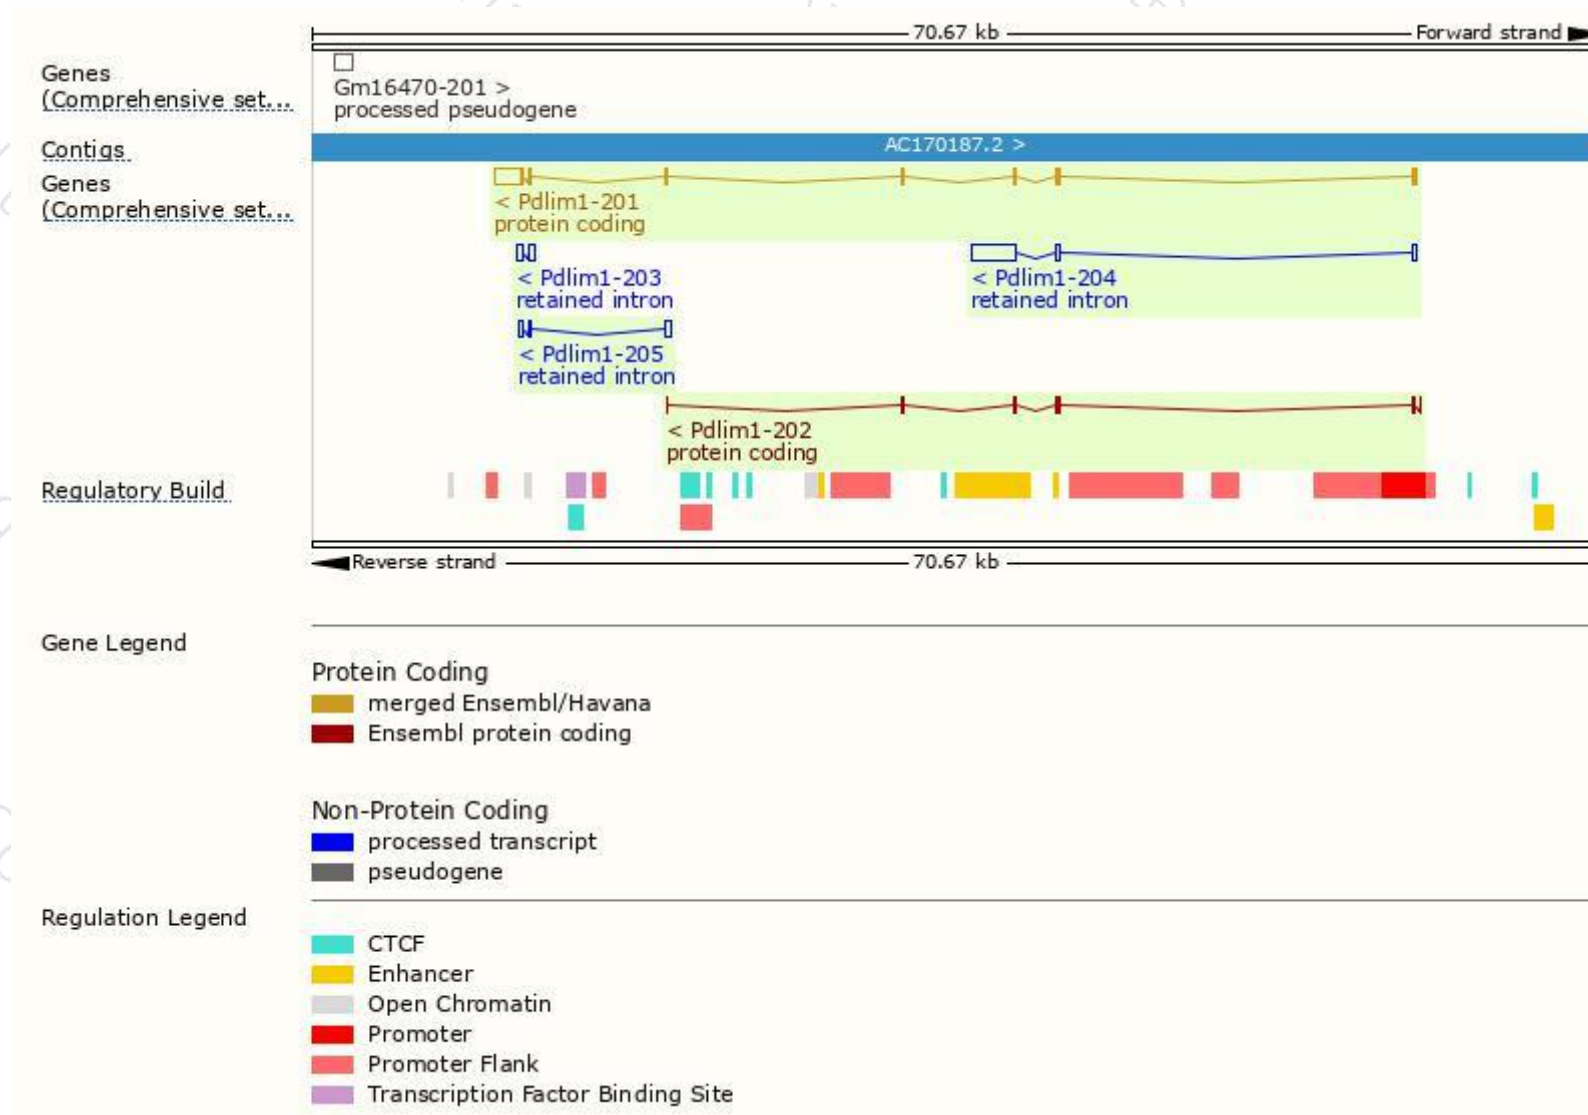 70.67 kb Forward strand
Genes
(Comprehensive set...
Gm16470-201 >
processed pseudogene
Contigs
AC170187.2 >
Genes
(Comprehensive set...
< Pdlim1-201
protein coding
< Pdlim1-203
retained intron
< Pdlim1-204
retained intron
< Pdlim1-205
retained intron
< Pdlim1-202
protein coding
Regulatory Build
Reverse strand 70.67 kb
Gene Legend
Protein Coding
merged Ensembl/Havana
Ensembl protein coding
Non-Protein Coding
processed transcript
pseudogene
Regulation Legend
CTCF
Enhancer
Open Chromatin
Promoter
Promoter Flank
Transcription Factor Binding Site